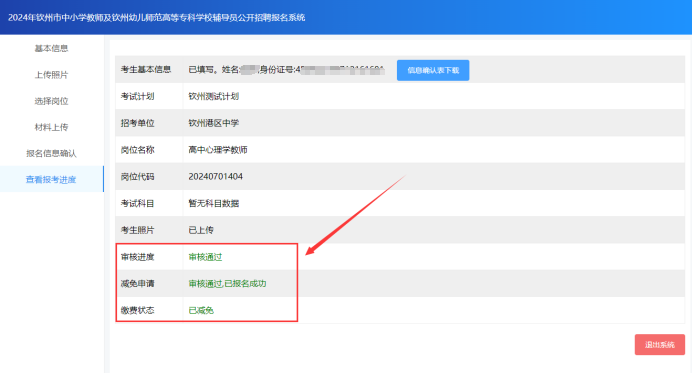 2024年钦州市中小学教师及钦州幼儿师范高等专科学校辅导员公开招聘报名系统
基本信息
上传照片
选择岗位
材料上传
报名信息确认
查看报考进度
考生基本信息 已填写。姓名: 身份证号:4 信息确认表下载
考试计划 钦州测试计划
招考单位 钦州港区中学
岗位名称 高中心理学教师
岗位代码 20240701404
考试科目 暂无科目数据
考生照片 已上传
审核进度 审核通过
减免申请 审核通过,已报名成功
缴费状态 已减免
退出系统